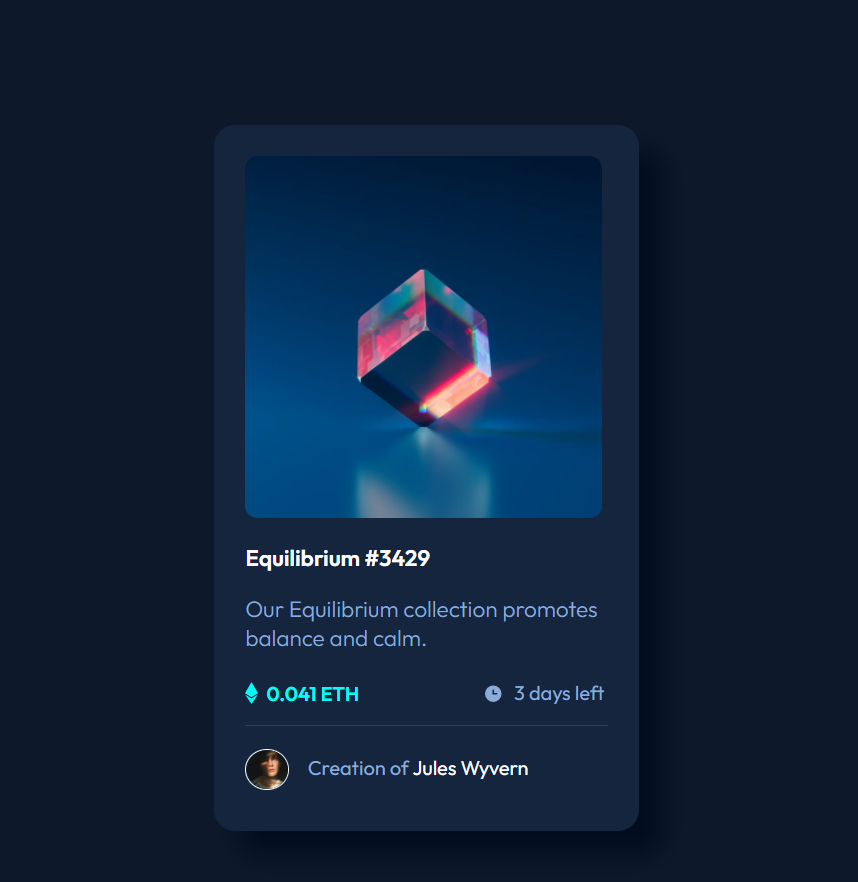 Equilibrium #3429
Our Equilibrium collection promotes
balance and calm.
0.041 ETH
3 days left
Creation of Jules Wyvern